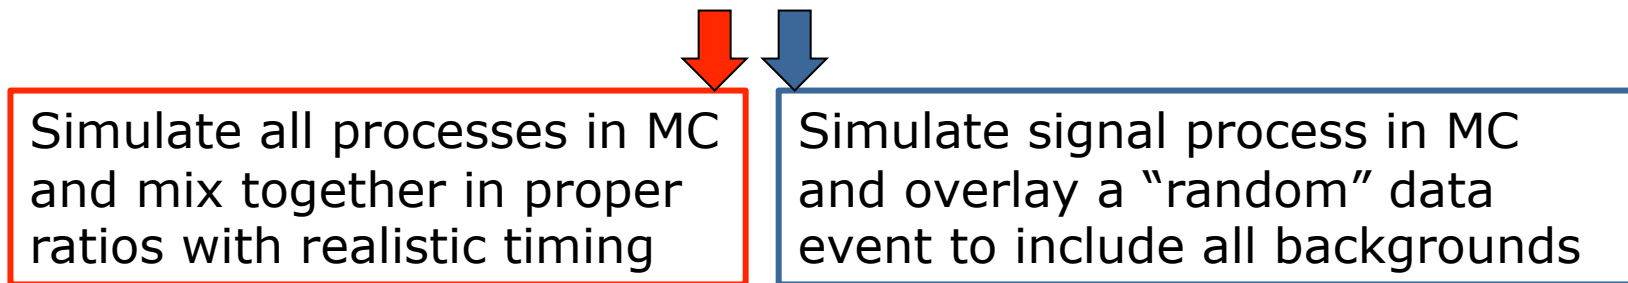 Simulate all processes in MC
and mix together in proper
ratios with realistic timing
Simulate signal process in MC
and overlay a “random” data
event to include all backgrounds